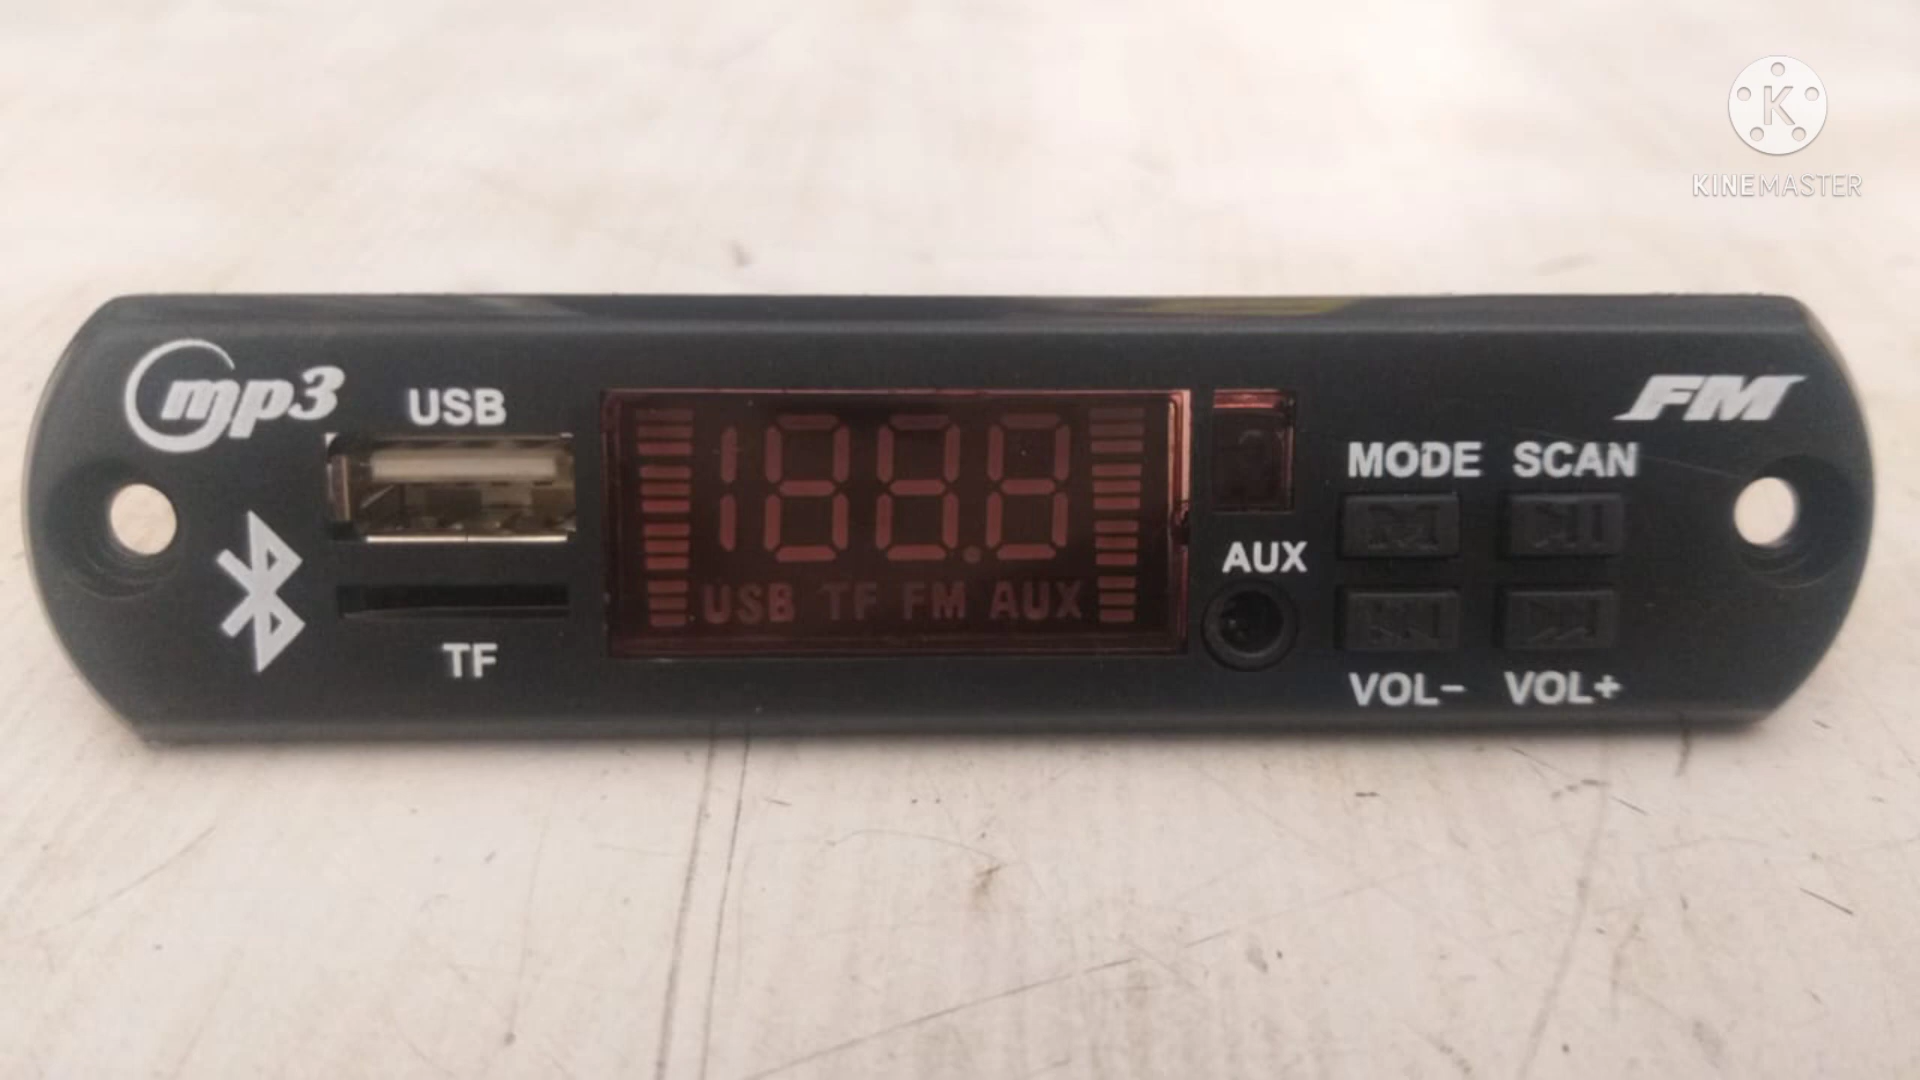 K
KINEMASTER
mp3
USB
FM
MODE SCAN
188.8
M
AUX
USB TF FM AUX
TF
VOL- VOL+